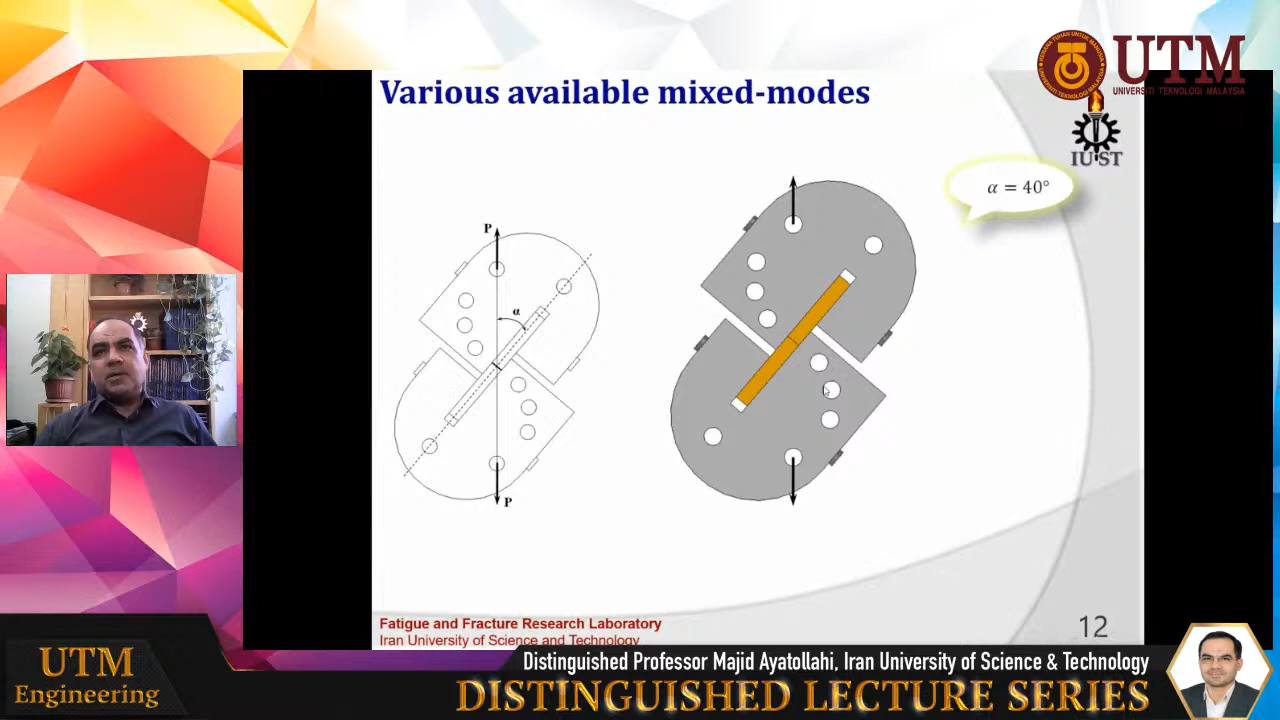 UTM
UNIVERSITI TEKNOLOGI MALAYSIA
IUST
Various available mixed-modes
α = 40°
P
α
P
Fatigue and Fracture Research Laboratory
Iran University of Science and Technology
12
UTM
Engineering
Distinguished Professor Majid Ayatollahi, Iran University of Science & Technology
DISTINGUISHED LECTURE SERIES